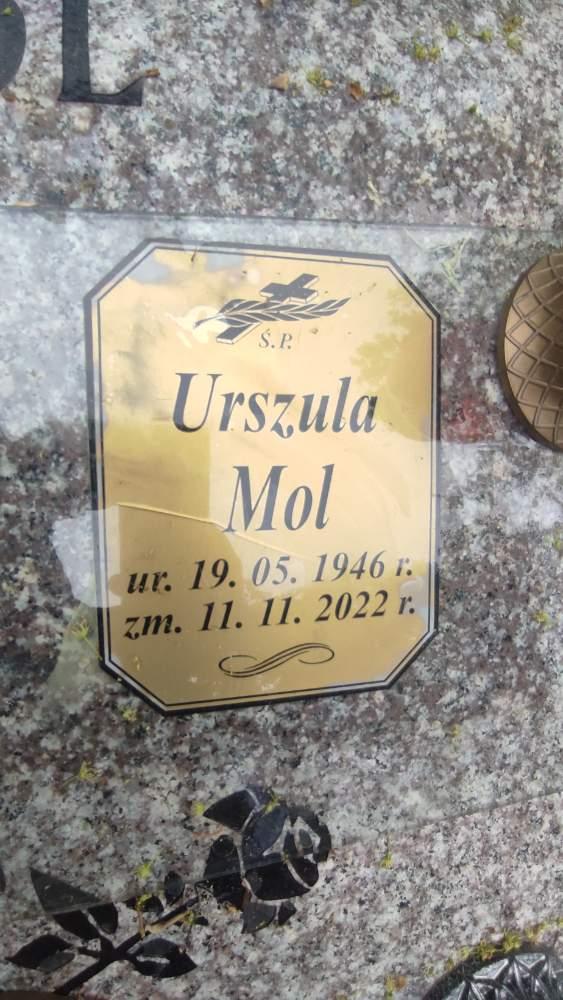 Ś.P.
Urszula
Mol
ur. 19. 05. 1946 r.
zm. 11. 11. 2022 r.